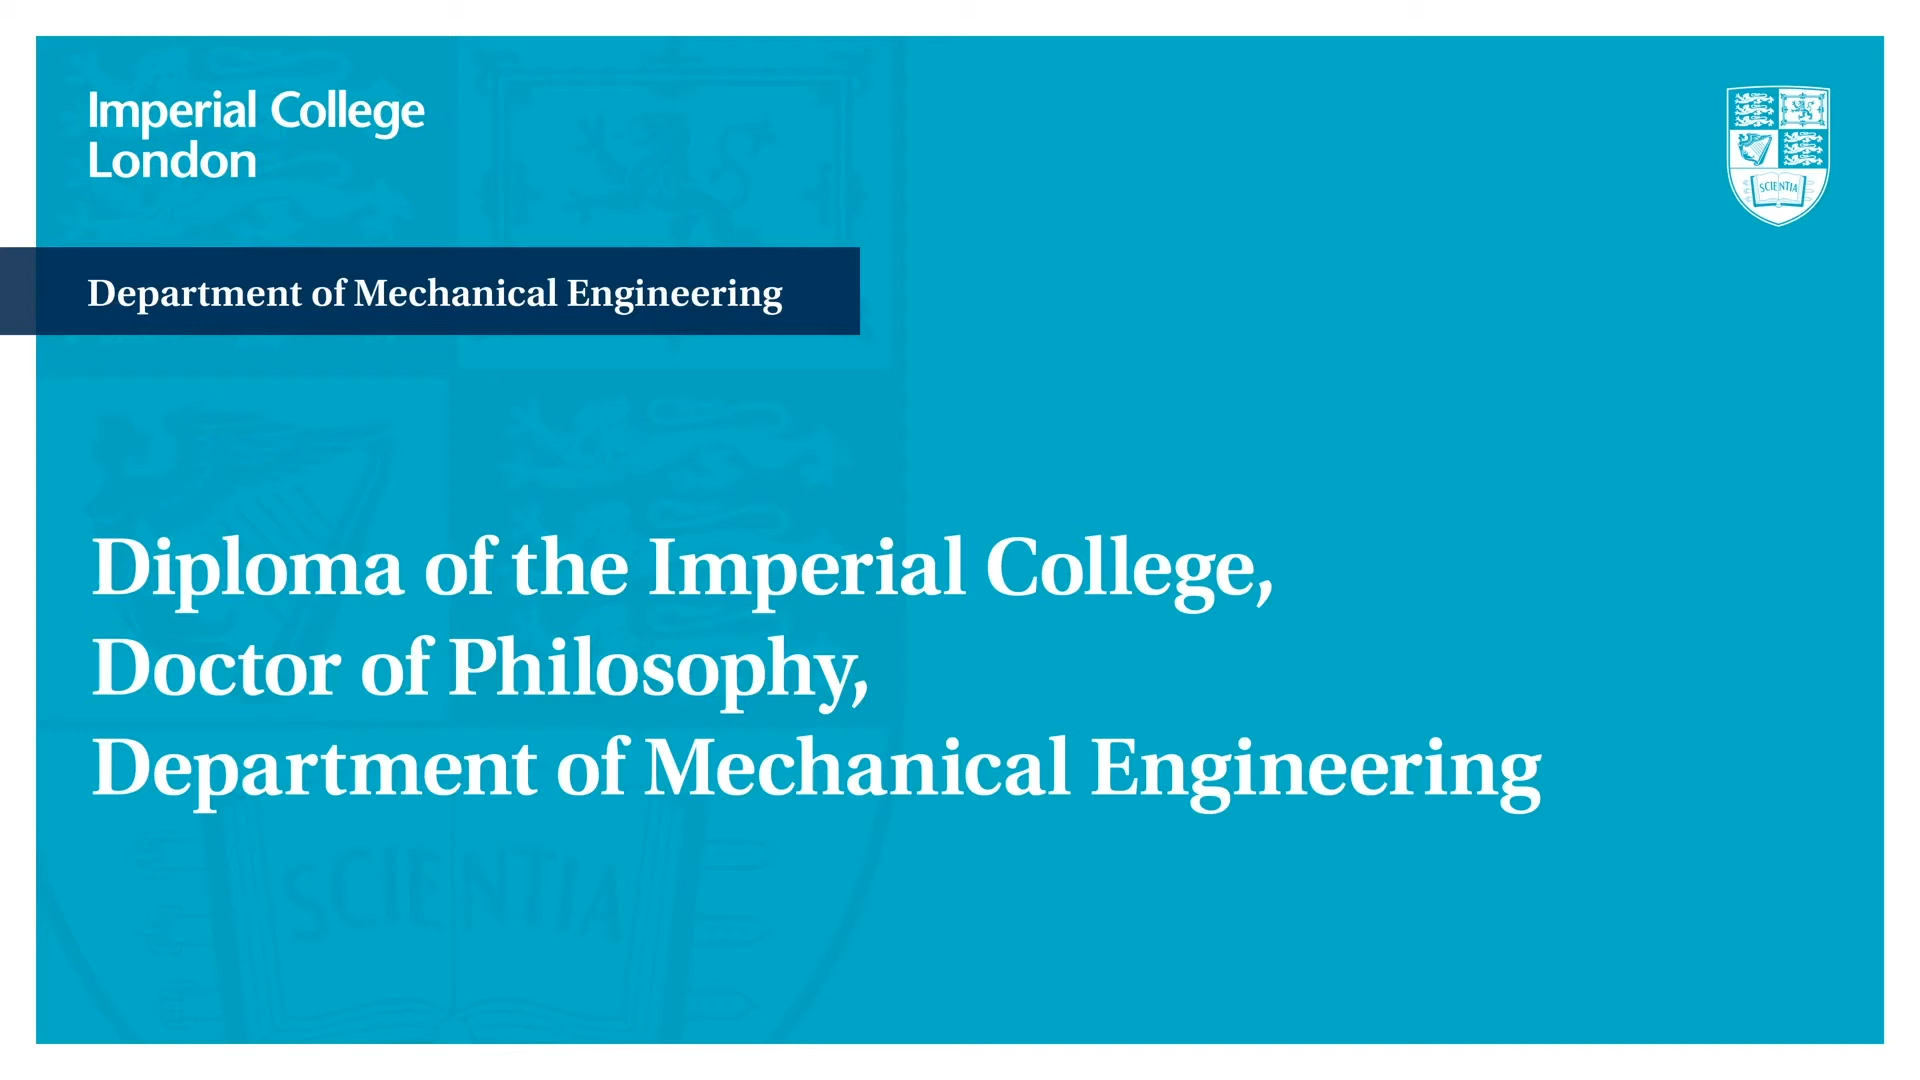 Imperial College
London
SCIENTIA
Department of Mechanical Engineering
Diploma of the Imperial College,
Doctor of Philosophy,
Department of Mechanical Engineering
SCIENTIA